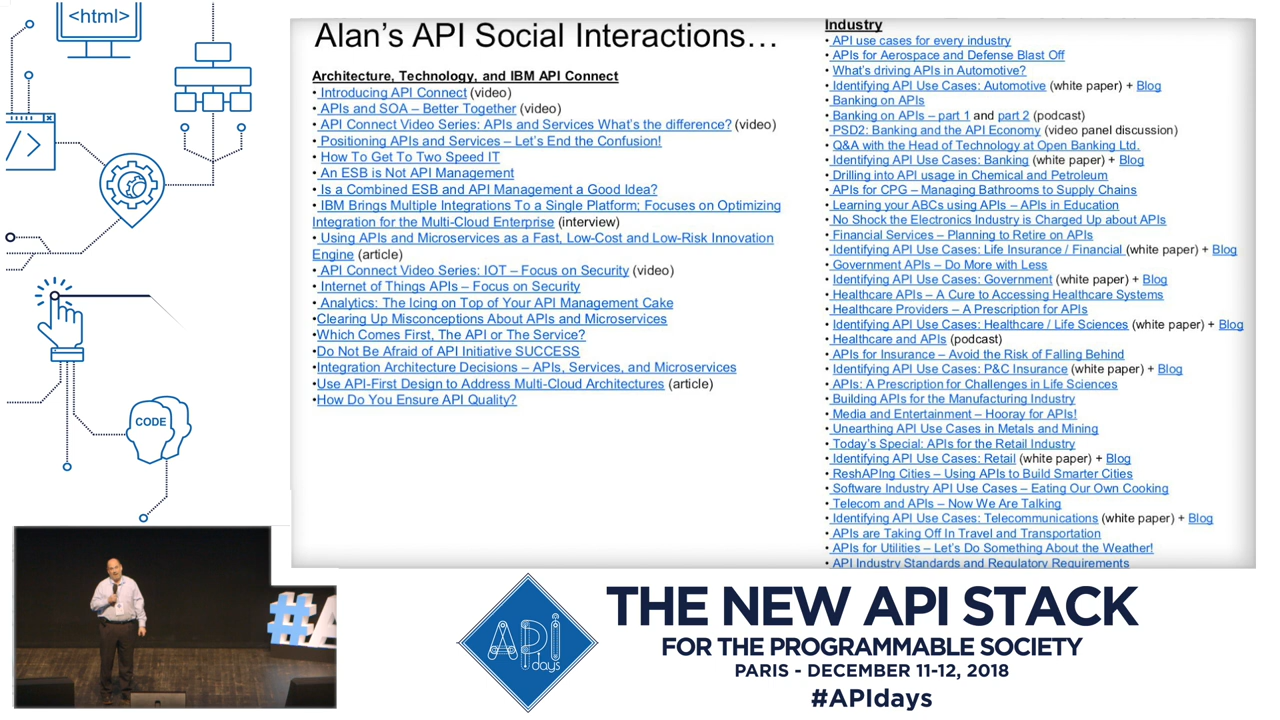 <html>
</>
CODE
Alan's API Social Interactions…
Architecture, Technology, and IBM API Connect
• Introducing API Connect (video)
• APIs and SOA – Better Together (video)
• API Connect Video Series: APIs and Services What's the difference? (video)
• Positioning APIs and Services – Let's End the Confusion!
• How To Get To Two Speed IT
• An ESB is Not API Management
• Is a Combined ESB and API Management a Good Idea?
• IBM Brings Multiple Integrations To a Single Platform; Focuses on Optimizing
Integration for the Multi-Cloud Enterprise (interview)
• Using APIs and Microservices as a Fast, Low-Cost and Low-Risk Innovation
Engine (article)
• API Connect Video Series: IOT – Focus on Security (video)
• Internet of Things APIs – Focus on Security
• Analytics: The Icing on Top of Your API Management Cake
•Clearing Up Misconceptions About APIs and Microservices
•Which Comes First, The API or The Service?
•Do Not Be Afraid of API Initiative SUCCESS
•Integration Architecture Decisions – APIs, Services, and Microservices
•Use API-First Design to Address Multi-Cloud Architectures (article)
•How Do You Ensure API Quality?
Industry
• API use cases for every industry
• APIs for Aerospace and Defense Blast Off
• What's driving APIs in Automotive?
• Identifying API Use Cases: Automotive (white paper) + Blog
• Banking on APIs
• Banking on APIs – part 1 and part 2 (podcast)
• PSD2: Banking and the API Economy (video panel discussion)
• Q&A with the Head of Technology at Open Banking Ltd.
• Identifying API Use Cases: Banking (white paper) + Blog
• Drilling into API usage in Chemical and Petroleum
• APIs for CPG – Managing Bathrooms to Supply Chains
• Learning your ABCs using APIs – APIs in Education
• No Shock the Electronics Industry is Charged Up about APIs
• Financial Services – Planning to Retire on APIs
• Identifying API Use Cases: Life Insurance / Financial (white paper) + Blog
• Government APIs – Do More with Less
• Identifying API Use Cases: Government (white paper) + Blog
• Healthcare APIs – A Cure to Accessing Healthcare Systems
• Healthcare Providers – A Prescription for APIs
• Identifying API Use Cases: Healthcare / Life Sciences (white paper) + Blog
• Healthcare and APIs (podcast)
• APIs for Insurance – Avoid the Risk of Falling Behind
• Identifying API Use Cases: P&C Insurance (white paper) + Blog
• APIs: A Prescription for Challenges in Life Sciences
• Building APIs for the Manufacturing Industry
• Media and Entertainment – Hooray for APIs!
• Unearthing API Use Cases in Metals and Mining
• Today's Special: APIs for the Retail Industry
• Identifying API Use Cases: Retail (white paper) + Blog
• ReshAPIng Cities – Using APIs to Build Smarter Cities
• Software Industry API Use Cases – Eating Our Own Cooking
• Telecom and APIs – Now We Are Talking
• Identifying API Use Cases: Telecommunications (white paper) + Blog
• APIs are Taking Off In Travel and Transportation
• APIs for Utilities – Let's Do Something About the Weather!
• API Industry Standards and Regulatory Requirements
#A
API
days
THE NEW API STACK
FOR THE PROGRAMMABLE SOCIETY
PARIS - DECEMBER 11-12, 2018
#APIdays